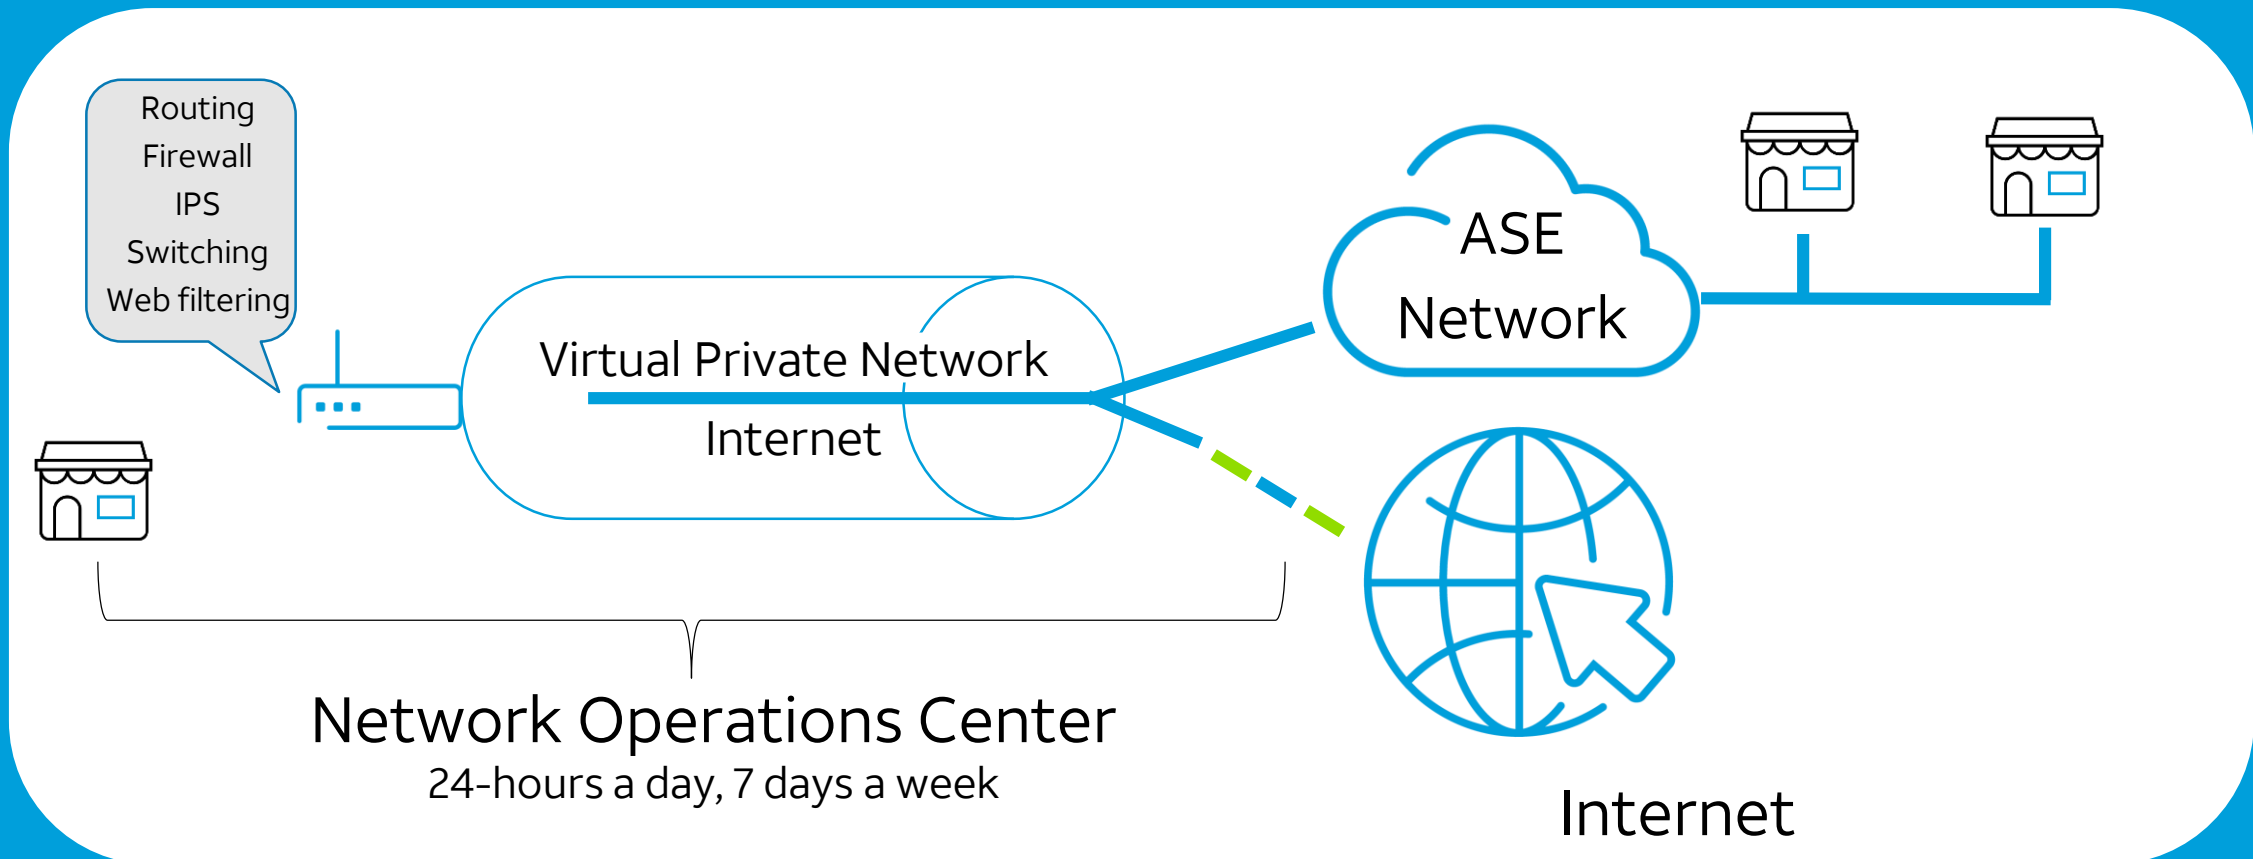 Routing
Firewall
IPS
Switching
Web filtering
Virtual Private Network
Internet
ASE
Network
Network Operations Center
24-hours a day, 7 days a week
Internet